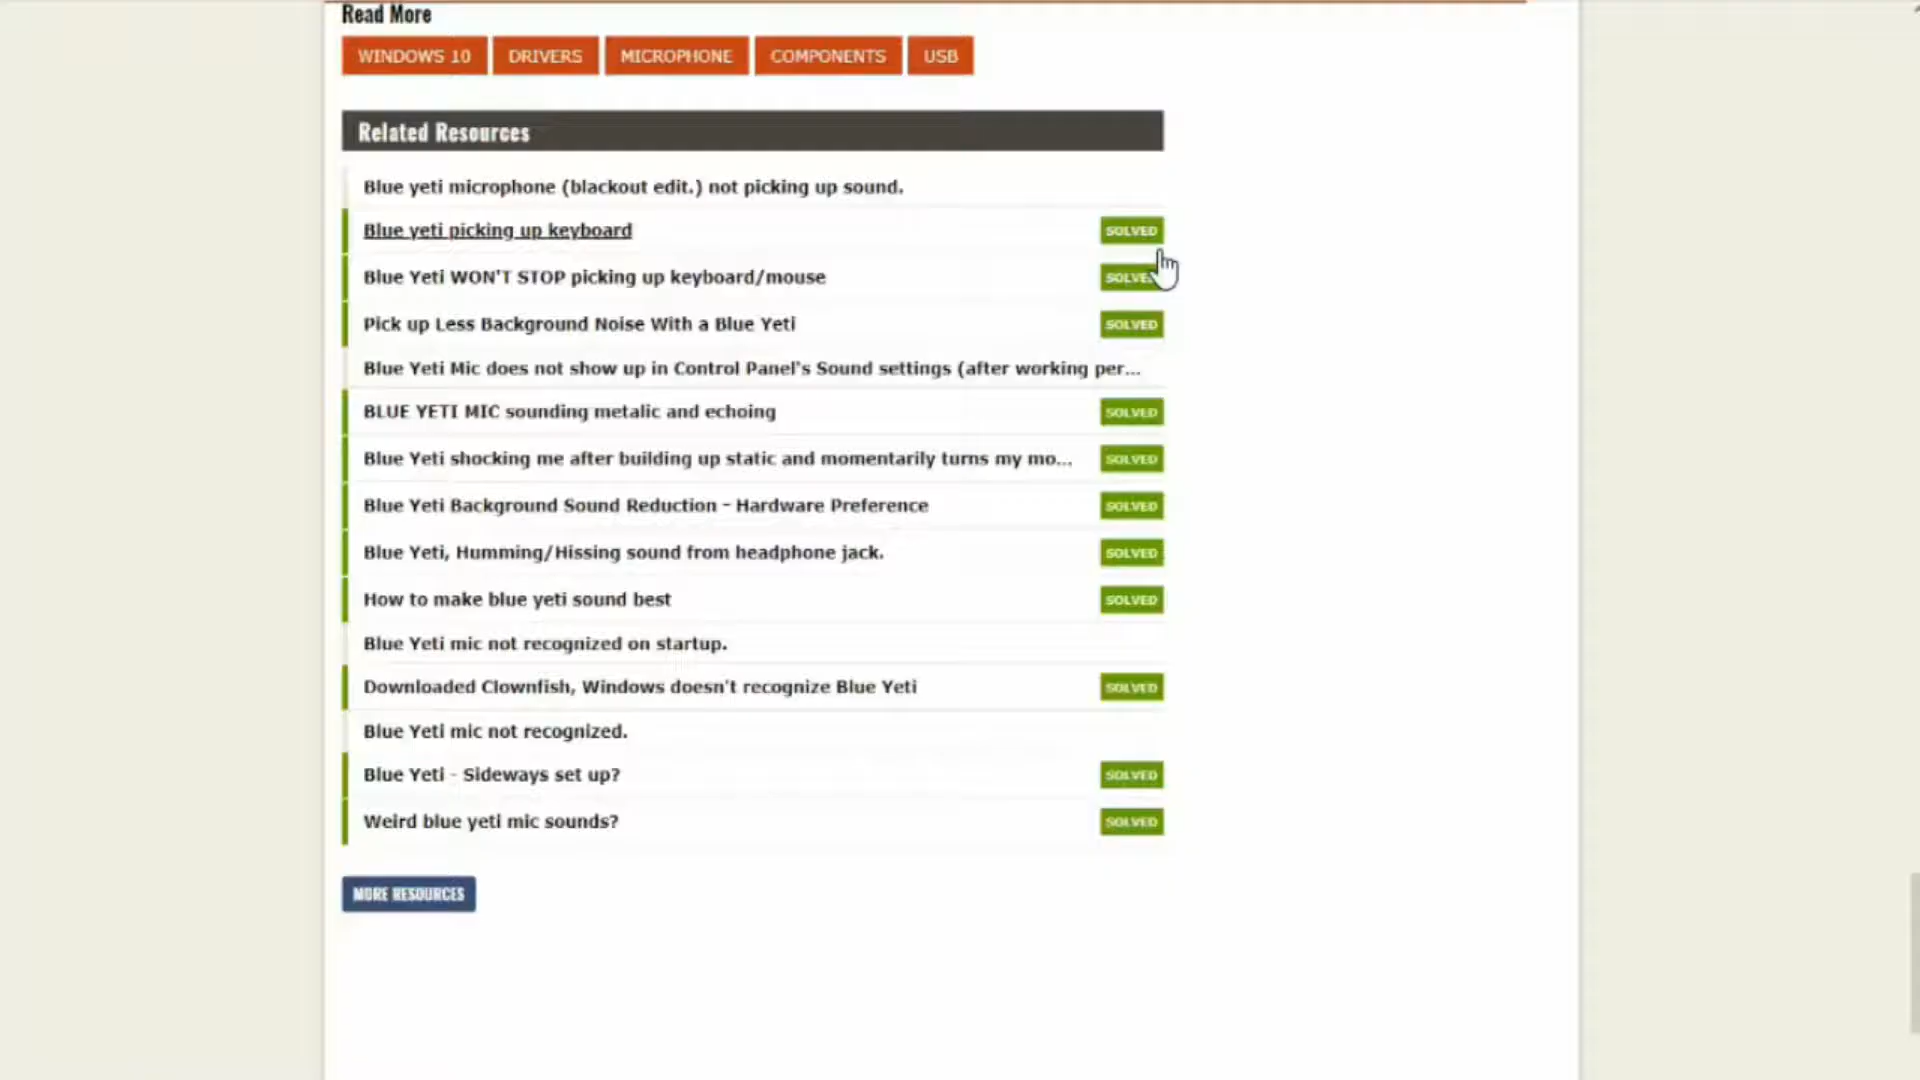 Read More
WINDOWS 10 DRIVERS MICROPHONE COMPONENTS USB
Related Resources
Blue yeti microphone (blackout edit.) not picking up sound.
Blue yeti picking up keyboard SOLVED
Blue Yeti WON'T STOP picking up keyboard/mouse SOLVED
Pick up Less Background Noise With a Blue Yeti SOLVED
Blue Yeti Mic does not show up in Control Panel's Sound settings (after working per...
BLUE YETI MIC sounding metalic and echoing SOLVED
Blue Yeti shocking me after building up static and momentarily turns my mo... SOLVED
Blue Yeti Background Sound Reduction - Hardware Preference SOLVED
Blue Yeti, Humming/Hissing sound from headphone jack. SOLVED
How to make blue yeti sound best SOLVED
Blue Yeti mic not recognized on startup.
Downloaded Clownfish, Windows doesn't recognize Blue Yeti SOLVED
Blue Yeti mic not recognized.
Blue Yeti - Sideways set up? SOLVED
Weird blue yeti mic sounds? SOLVED
MORE RESOURCES